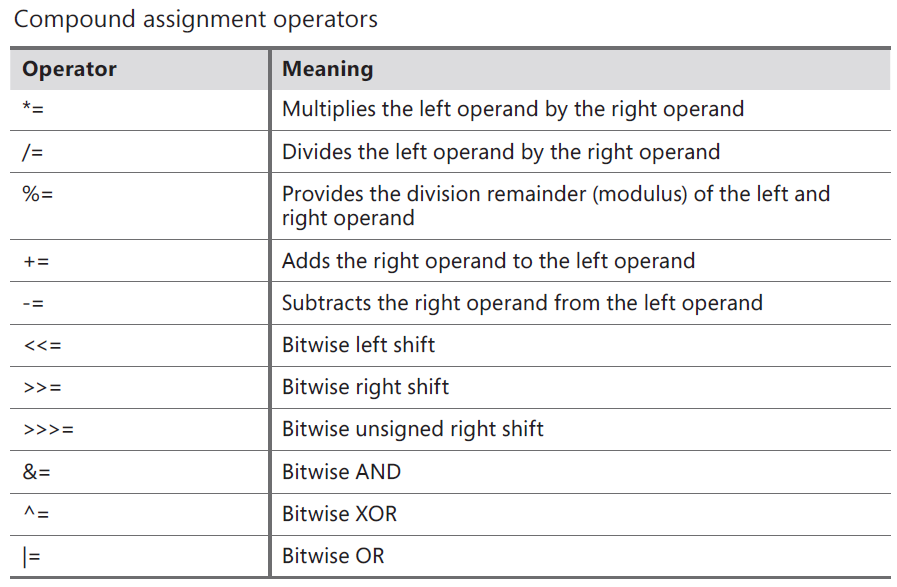 Compound assignment operators
Operator Meaning
*= Multiplies the left operand by the right operand
/= Divides the left operand by the right operand
%= Provides the division remainder (modulus) of the left and
right operand
+= Adds the right operand to the left operand
-= Subtracts the right operand from the left operand
<<= Bitwise left shift
>>= Bitwise right shift
>>>= Bitwise unsigned right shift
&= Bitwise AND
^= Bitwise XOR
|= Bitwise OR